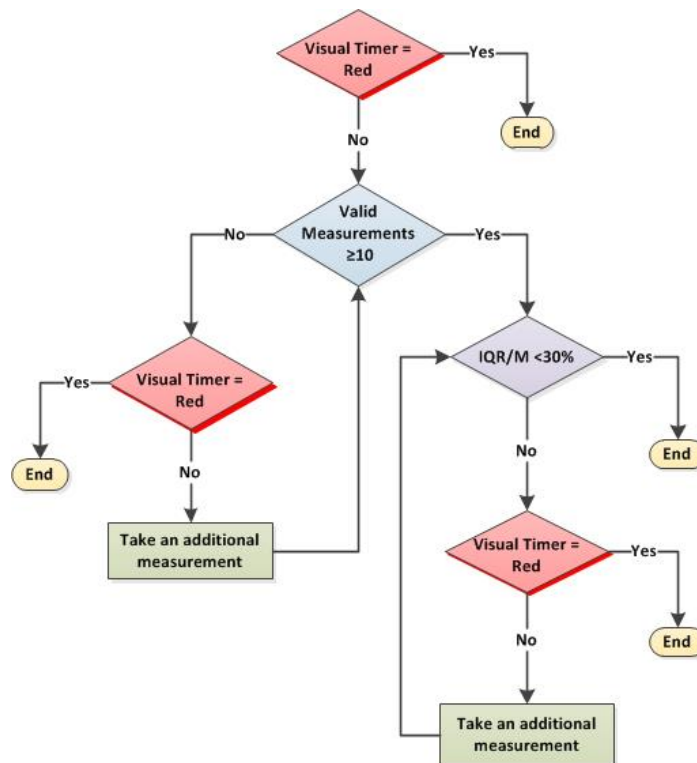 Visual Timer =
Red
Yes
End
No
Valid
Measurements
≥10
No
Yes
Visual Timer =
Red
Yes
End
No
Take an additional
measurement
IQR/M <30%
Yes
End
No
Visual Timer =
Red
Yes
End
No
Take an additional
measurement